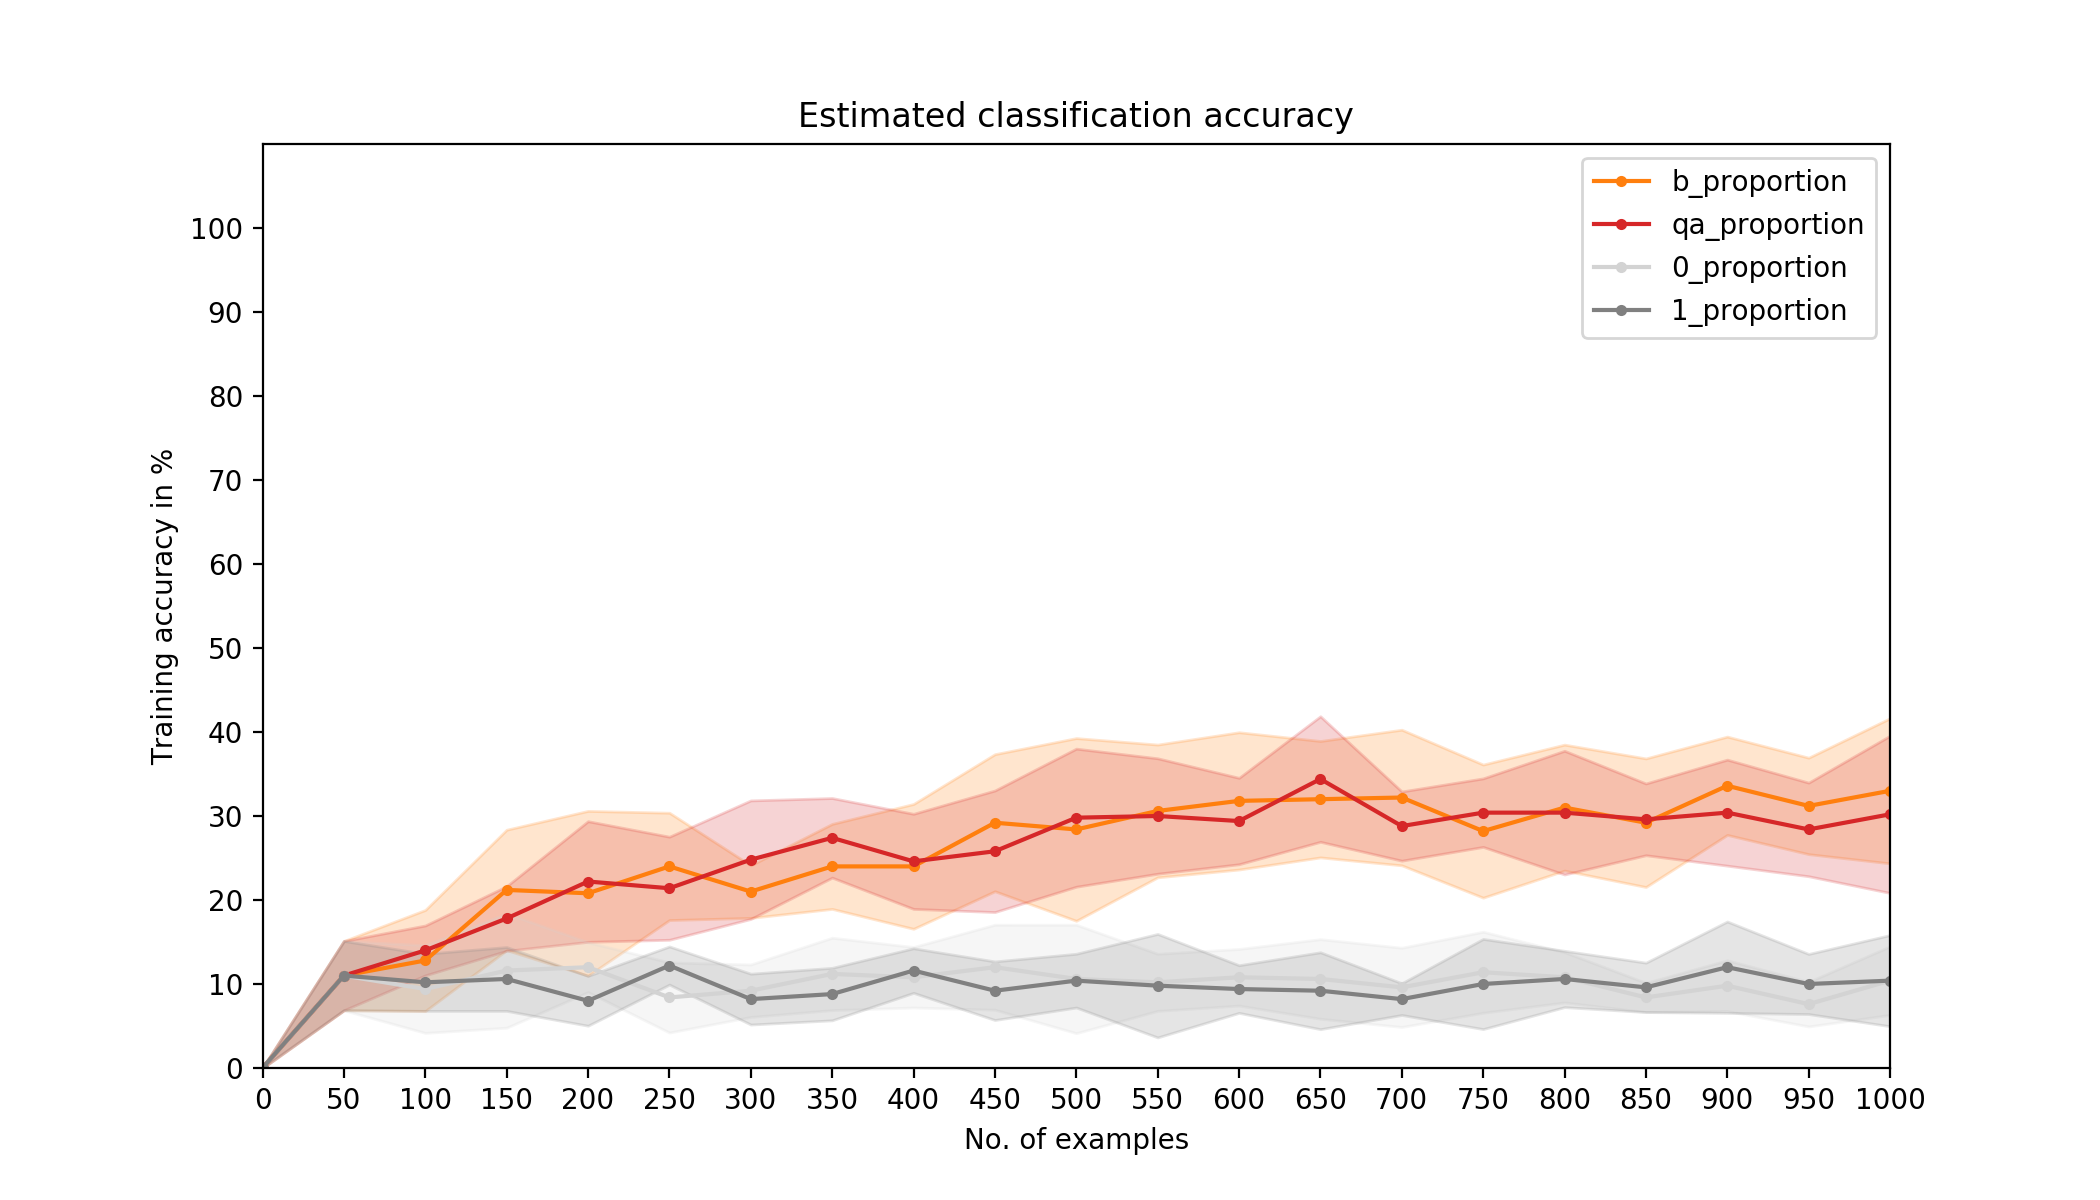 Estimated classification accuracy
b_proportion
qa_proportion
0_proportion
1_proportion
Training accuracy in %
100
90
80
70
60
50
40
30
20
10
0
0 50 100 150 200 250 300 350 400 450 500 550 600 650 700 750 800 850 900 950 1000
No. of examples